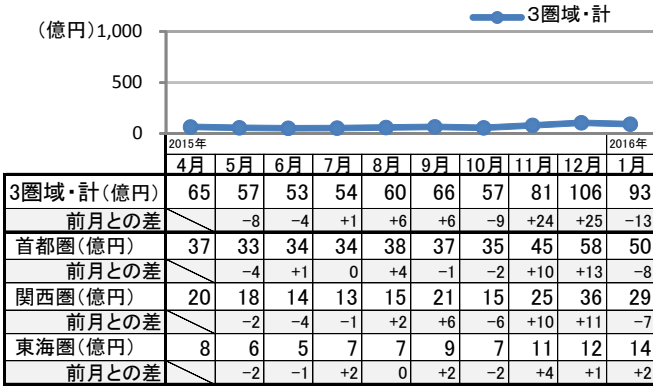 3圏域・計
(億円)
1,000
500
0
2015年 2016年
4月 5月 6月 7月 8月 9月 10月 11月 12月 1月
3圏域・計(億円) 65 57 53 54 60 66 57 81 106 93
前月との差 −8 −4 +1 +6 +6 −9 +24 +25 −13
首都圏(億円) 37 33 34 34 38 37 35 45 58 50
前月との差 −4 +1 0 +4 −1 −2 +10 +13 −8
関西圏(億円) 20 18 14 13 15 21 15 25 36 29
前月との差 −2 −4 −1 +2 +6 −6 +10 +11 −7
東海圏(億円) 8 6 5 7 7 9 7 11 12 14
前月との差 −2 −1 +2 0 +2 −2 +4 +1 +2